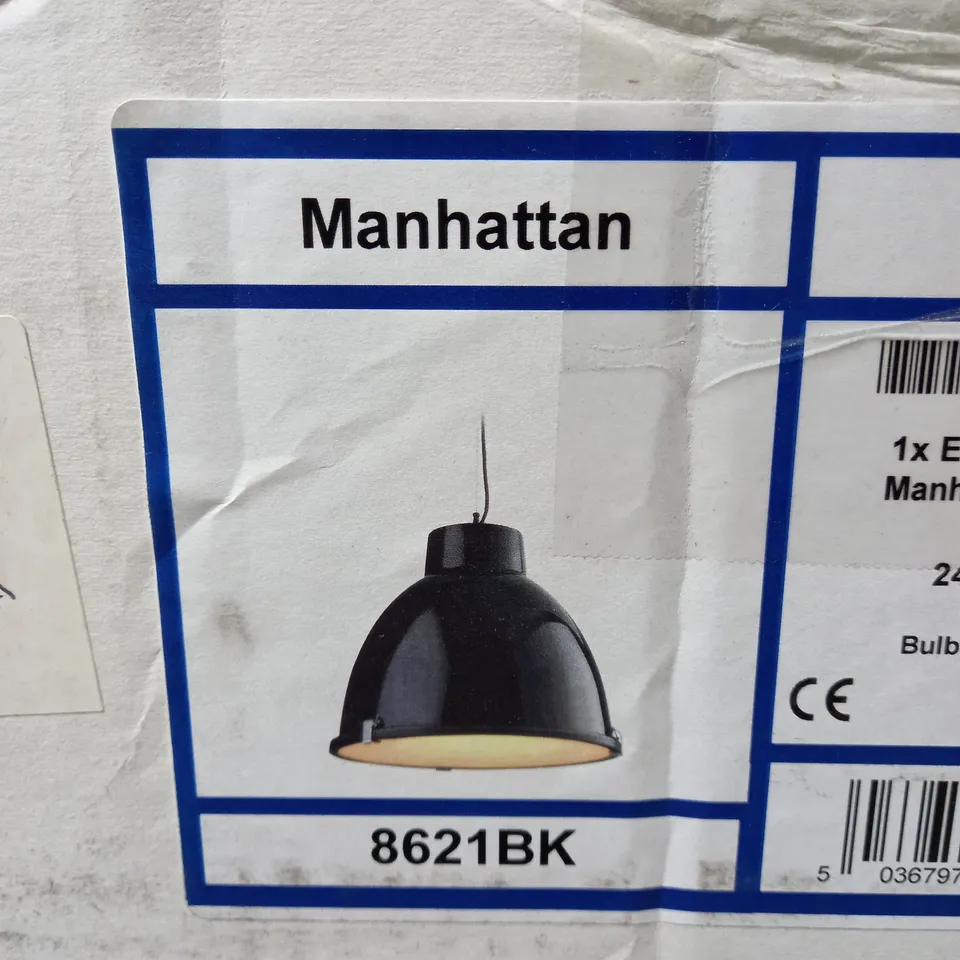 Manhattan
1x E
Manh
24
Bulb
CE
8621BK
5 036797